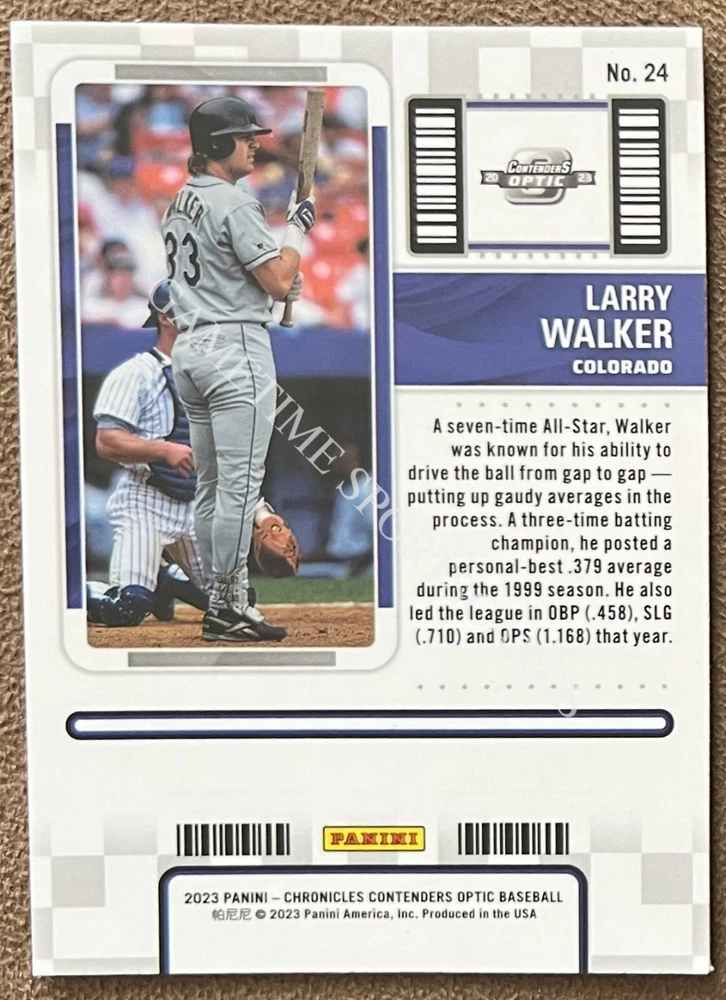 No. 24
CONTENDERS
20 OPTIC 23
LARRY
WALKER
COLORADO
WALKER
33
A seven-time All-Star, Walker
was known for his ability to
drive the ball from gap to gap —
putting up gaudy averages in the
process. A three-time batting
champion, he posted a
personal-best .379 average
during the 1999 season. He also
led the league in OBP (.458), SLG
(.710) and OPS (1.168) that year.
PANINI
2023 PANINI – CHRONICLES CONTENDERS OPTIC BASEBALL
帕尼尼 © 2023 Panini America, Inc. Produced in the USA